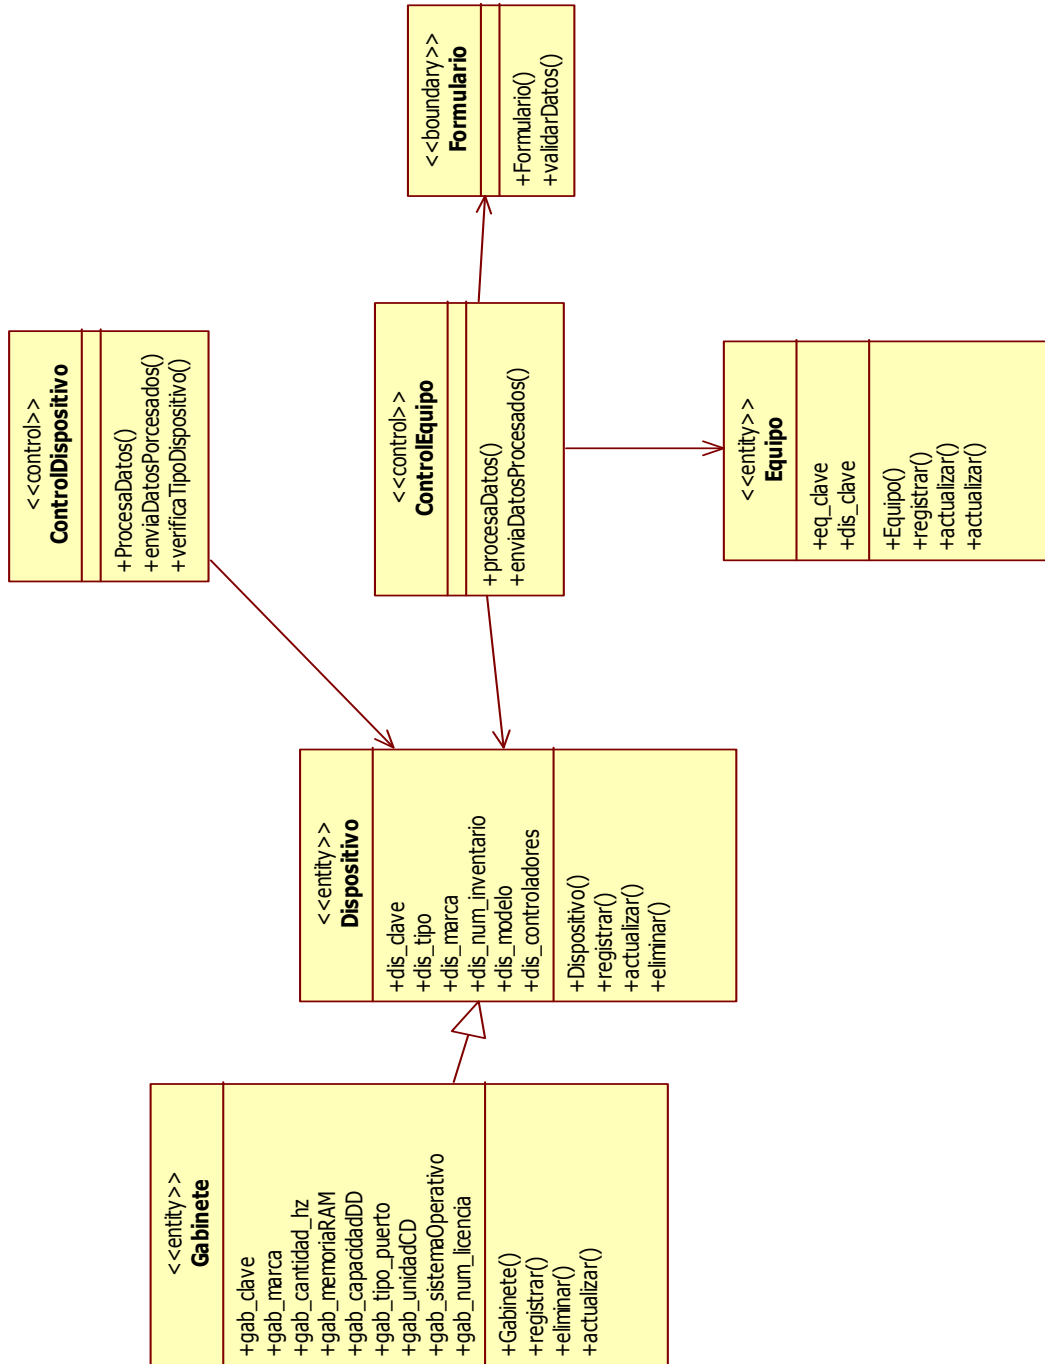 <<boundary>>
Formulario
+Formulario()
+validarDatos()
<<control>>
ControlDispositivo
+ProcesaDatos()
+enviaDatosPorcesados()
+verificaTipoDispositivo()
<<control>>
ControlEquipo
+procesaDatos()
+enviaDatosProcesados()
<<entity>>
Equipo
+eq_clave
+dis_clave
+Equipo()
+registrar()
+actualizar()
+actualizar()
<<entity>>
Dispositivo
+dis_clave
+dis_tipo
+dis_marca
+dis_num_inventario
+dis_modelo
+dis_controladores
+Dispositivo()
+registrar()
+actualizar()
+eliminar()
<<entity>>
Gabinete
+gab_clave
+gab_marca
+gab_cantidad_hz
+gab_memoriaRAM
+gab_capacidadDD
+gab_tipo_puerto
+gab_unidadCD
+gab_sistemaOperativo
+gab_num_licencia
+Gabinete()
+registrar()
+eliminar()
+actualizar()